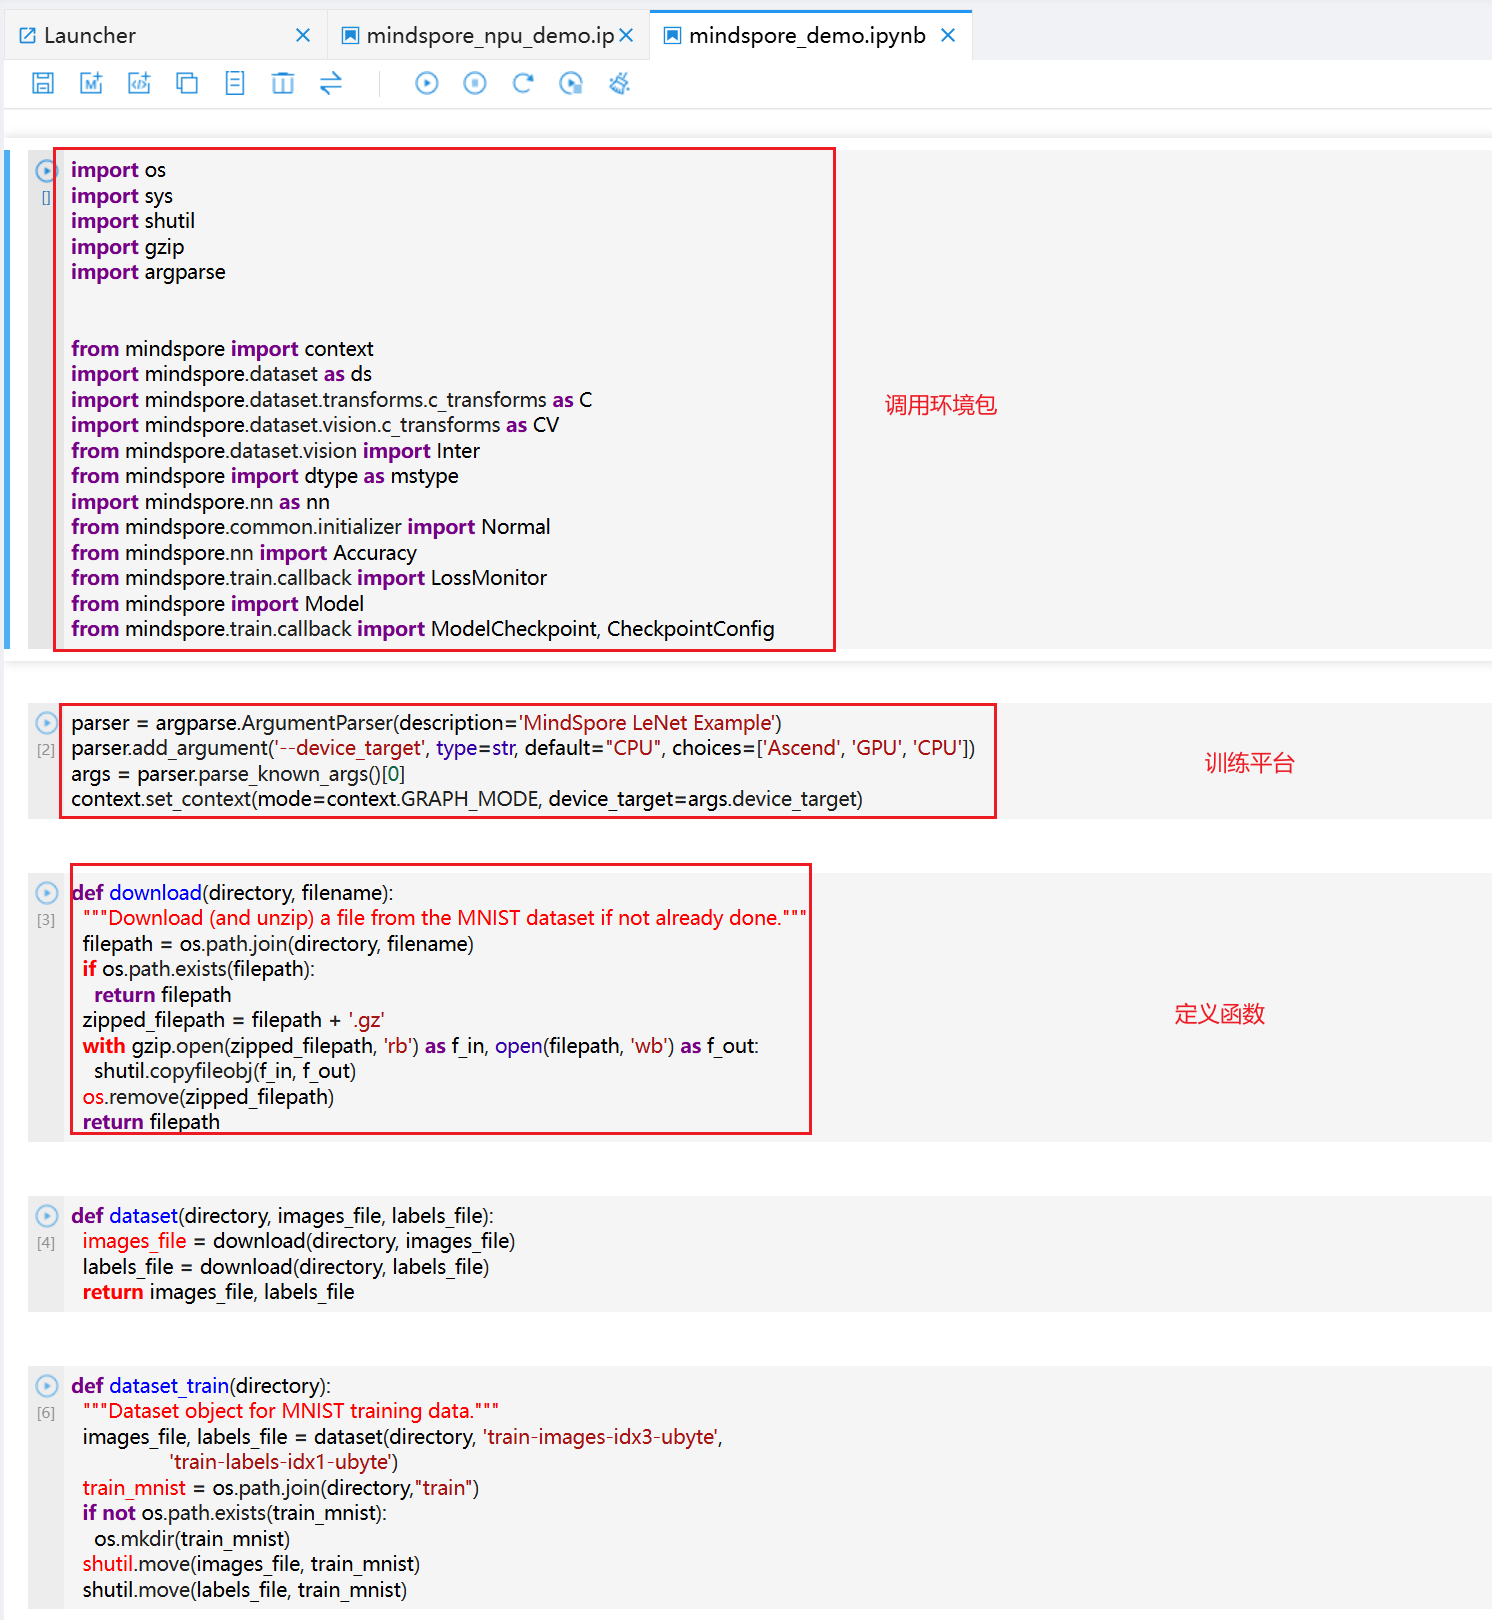 Launcher
mindspore_npu_demo.ip
mindspore_demo.ipynb
[]
import os
import sys
import shutil
import gzip
import argparse
from mindspore import context
import mindspore.dataset as ds
import mindspore.dataset.transforms.c_transforms as C
import mindspore.dataset.vision.c_transforms as CV
from mindspore.dataset.vision import Inter
from mindspore import dtype as mstype
import mindspore.nn as nn
from mindspore.common.initializer import Normal
from mindspore.nn import Accuracy
from mindspore.train.callback import LossMonitor
from mindspore import Model
from mindspore.train.callback import ModelCheckpoint, CheckpointConfig
调用环境包
[2]
parser = argparse.ArgumentParser(description='MindSpore LeNet Example')
parser.add_argument('--device_target', type=str, default="CPU", choices=['Ascend', 'GPU', 'CPU'])
args = parser.parse_known_args()[0]
context.set_context(mode=context.GRAPH_MODE, device_target=args.device_target)
训练平台
[3]
def download(directory, filename):
"""Download (and unzip) a file from the MNIST dataset if not already done."""
filepath = os.path.join(directory, filename)
if os.path.exists(filepath):
return filepath
zipped_filepath = filepath + '.gz'
with gzip.open(zipped_filepath, 'rb') as f_in, open(filepath, 'wb') as f_out:
shutil.copyfileobj(f_in, f_out)
os.remove(zipped_filepath)
return filepath
定义函数
[4]
def dataset(directory, images_file, labels_file):
images_file = download(directory, images_file)
labels_file = download(directory, labels_file)
return images_file, labels_file
[6]
def dataset_train(directory):
"""Dataset object for MNIST training data."""
images_file, labels_file = dataset(directory, 'train-images-idx3-ubyte',
'train-labels-idx1-ubyte')
train_mnist = os.path.join(directory,"train")
if not os.path.exists(train_mnist):
os.mkdir(train_mnist)
shutil.move(images_file, train_mnist)
shutil.move(labels_file, train_mnist)